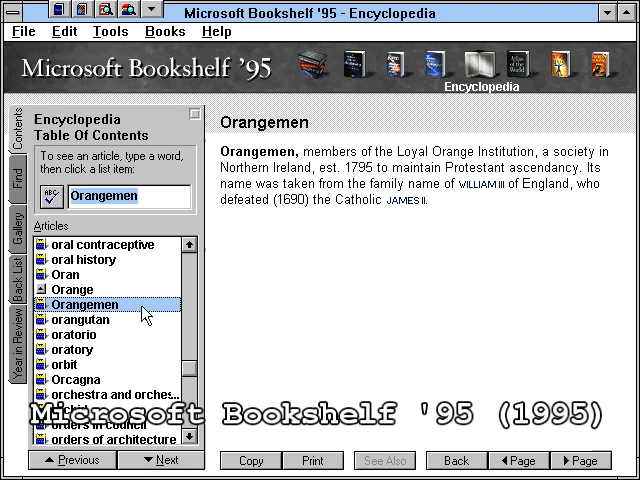 Microsoft Bookshelf '95 - Encyclopedia
File Edit Tools Books Help
Microsoft Bookshelf '95
Atlas of the World
Encyclopedia
Contents
Find
Gallery
Back List
Year in Review
Encyclopedia
Table Of Contents
To see an article, type a word,
then click a list item:
ABC
Orangemen
Articles
oral contraceptive
oral history
Oran
Orange
Orangemen
orangutan
oratorio
oratory
orbit
Orcagna
orchestra and orches...
orders in council
orders of architecture
Previous
Next
Orangemen
Orangemen, members of the Loyal Orange Institution, a society in
Northern Ireland, est. 1795 to maintain Protestant ascendancy. Its
name was taken from the family name of WILLIAM III of England, who
defeated (1690) the Catholic JAMES II.
Copy
Print
See Also
Back
Page
Page
Microsoft Bookshelf '95 (1995)